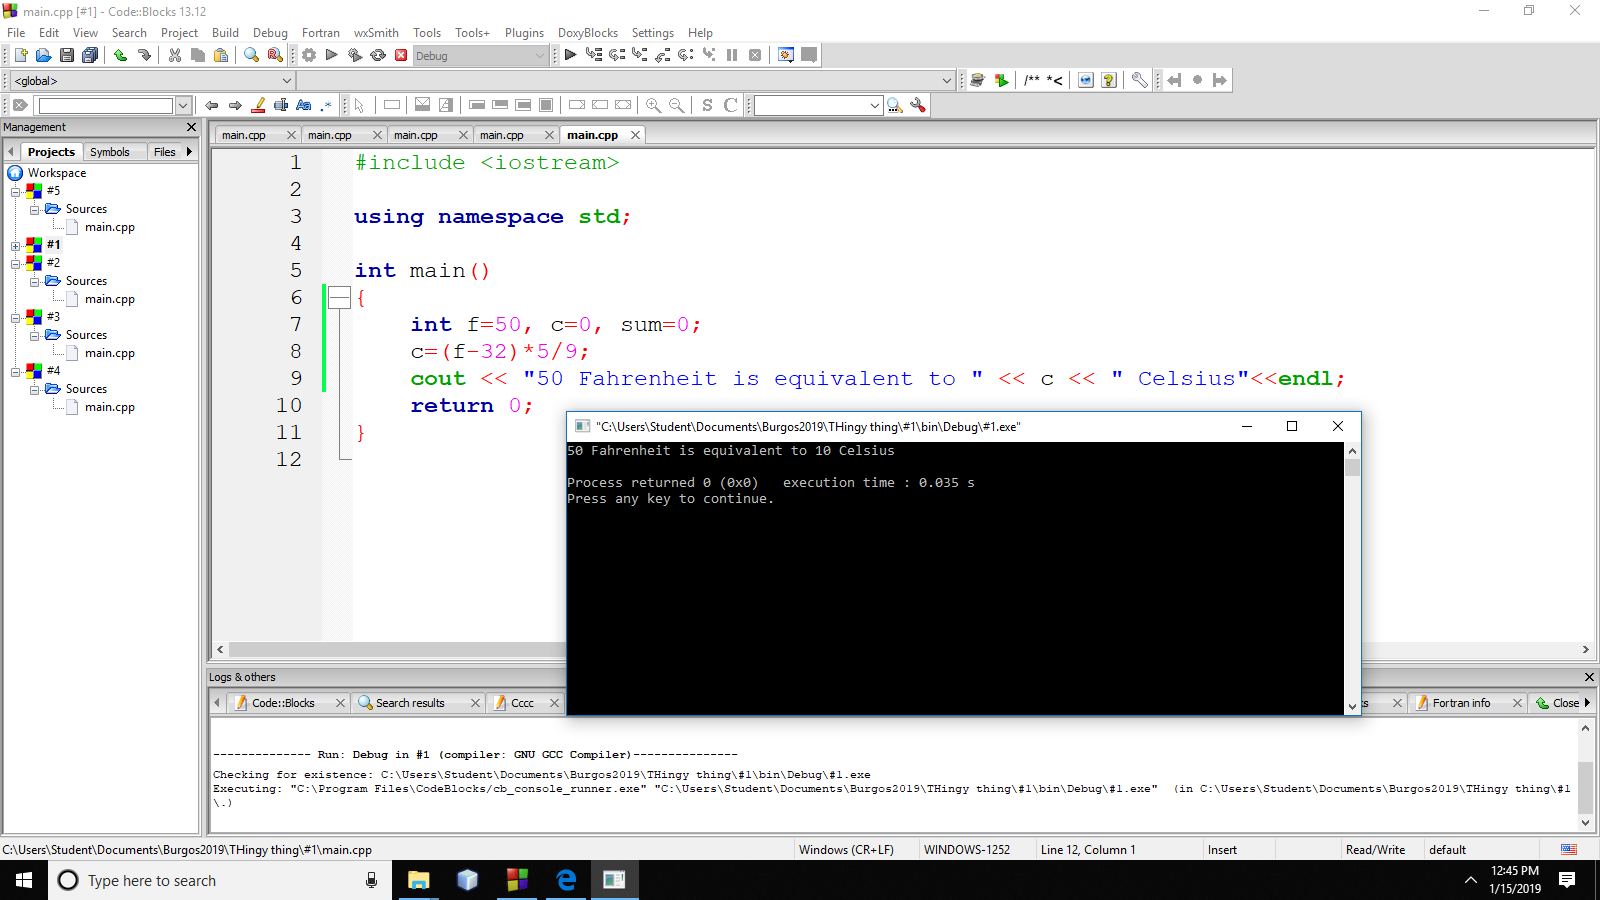 main.cpp [#1] - Code::Blocks 13.12
File Edit View Search Project Build Debug Fortran wxSmith Tools Tools+ Plugins DoxyBlocks Settings Help
Debug
<global>
/** *<
Aa .* S C
Management
main.cpp main.cpp main.cpp main.cpp main.cpp
Projects Symbols Files
Workspace
#5
Sources
main.cpp
#1
#2
Sources
main.cpp
#3
Sources
main.cpp
#4
Sources
main.cpp
1 #include <iostream>
2
3 using namespace std;
4
5 int main()
6 {
7 int f=50, c=0, sum=0;
8 c=(f-32)*5/9;
9 cout << "50 Fahrenheit is equivalent to " << c << " Celsius"<<endl;
10 return 0;
11 }
12
"C:\Users\Student\Documents\Burgos2019\THingy thing\#1\bin\Debug\#1.exe"
50 Fahrenheit is equivalent to 10 Celsius
Process returned 0 (0x0) execution time : 0.035 s
Press any key to continue.
Logs & others
Code::Blocks Search results Cccc ks Fortran info Close
-------------- Run: Debug in #1 (compiler: GNU GCC Compiler)---------------
Checking for existence: C:\Users\Student\Documents\Burgos2019\THingy thing\#1\bin\Debug\#1.exe
Executing: "C:\Program Files\CodeBlocks/cb_console_runner.exe" "C:\Users\Student\Documents\Burgos2019\THingy thing\#1\bin\Debug\#1.exe" (in C:\Users\Student\Documents\Burgos2019\THingy thing\#1
\.)
C:\Users\Student\Documents\Burgos2019\THingy thing\#1\main.cpp Windows (CR+LF) WINDOWS-1252 Line 12, Column 1 Insert Read/Write default
Type here to search
12:45 PM
1/15/2019